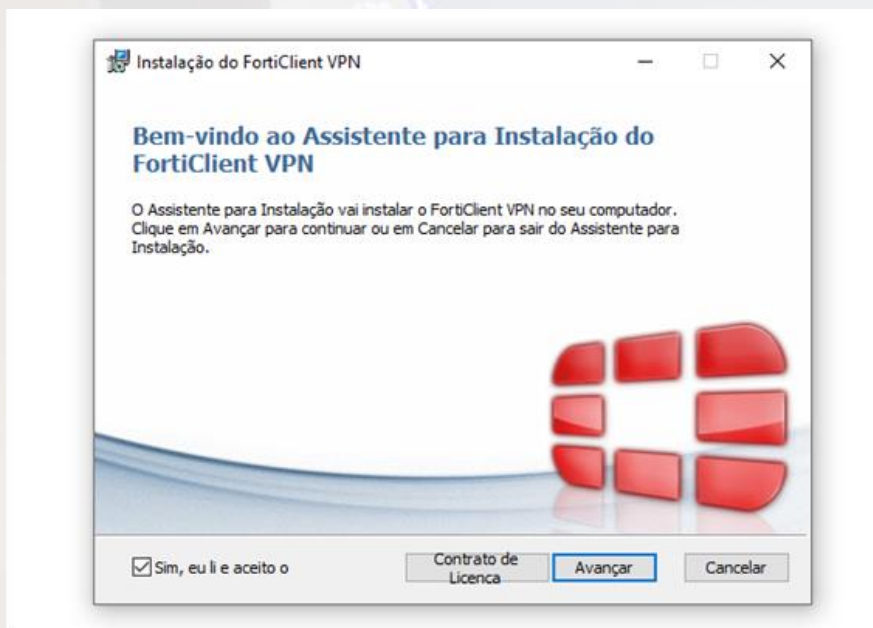 Instalação do FortiClient VPN
Bem-vindo ao Assistente para Instalação do
FortiClient VPN
O Assistente para Instalação vai instalar o FortiClient VPN no seu computador.
Clique em Avançar para continuar ou em Cancelar para sair do Assistente para
Instalação.
Sim, eu li e aceito o
Contrato de
Licenca
Avançar
Cancelar